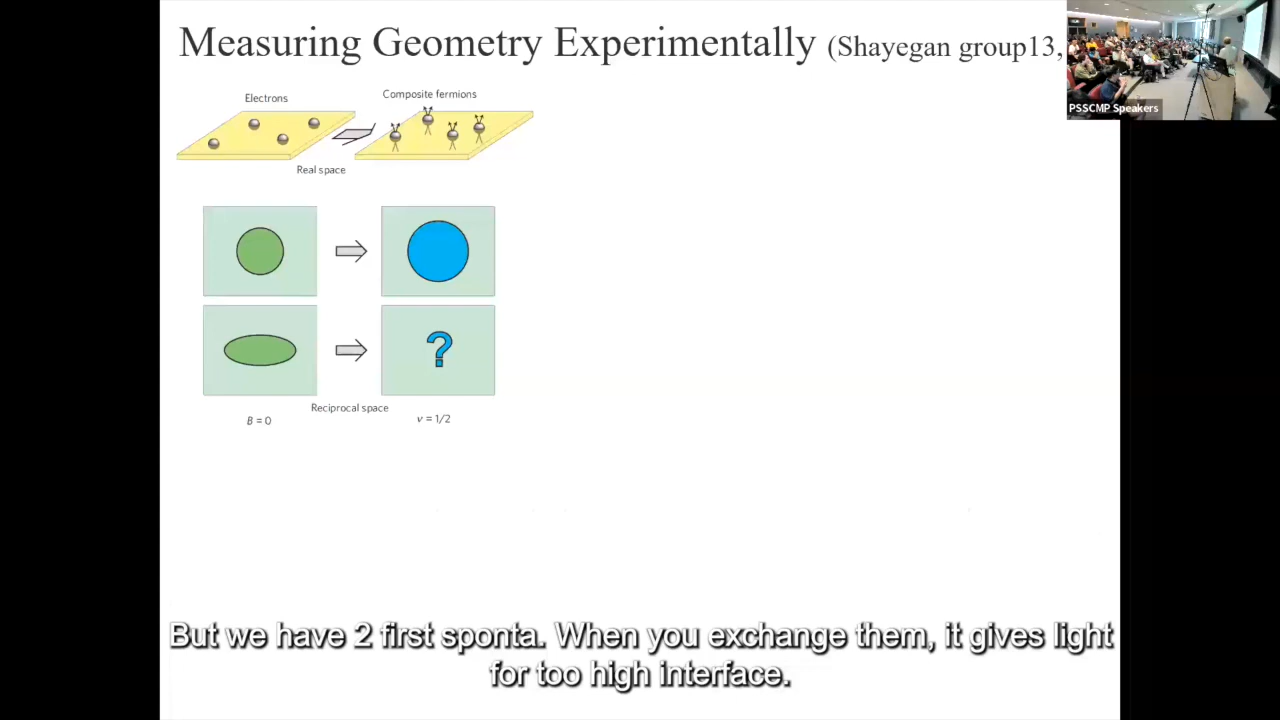 Measuring Geometry Experimentally (Shayegan group13,
PSSCMP Speakers
Electrons
Composite fermions
Real space
?
Reciprocal space
B = 0
ν = 1/2
But we have 2 first sponta. When you exchange them, it gives light
for too high interface.